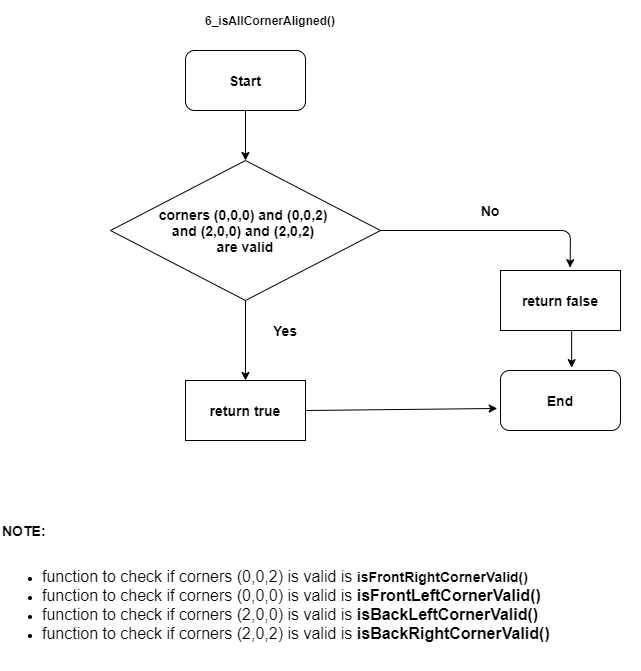 6_isAllCornerAligned()
Start
corners (0,0,0) and (0,0,2)
and (2,0,0) and (2,0,2)
are valid
No
return false
Yes
return true
End
NOTE:
• function to check if corners (0,0,2) is valid is isFrontRightCornerValid()
• function to check if corners (0,0,0) is valid is isFrontLeftCornerValid()
• function to check if corners (2,0,0) is valid is isBackLeftCornerValid()
• function to check if corners (2,0,2) is valid is isBackRightCornerValid()